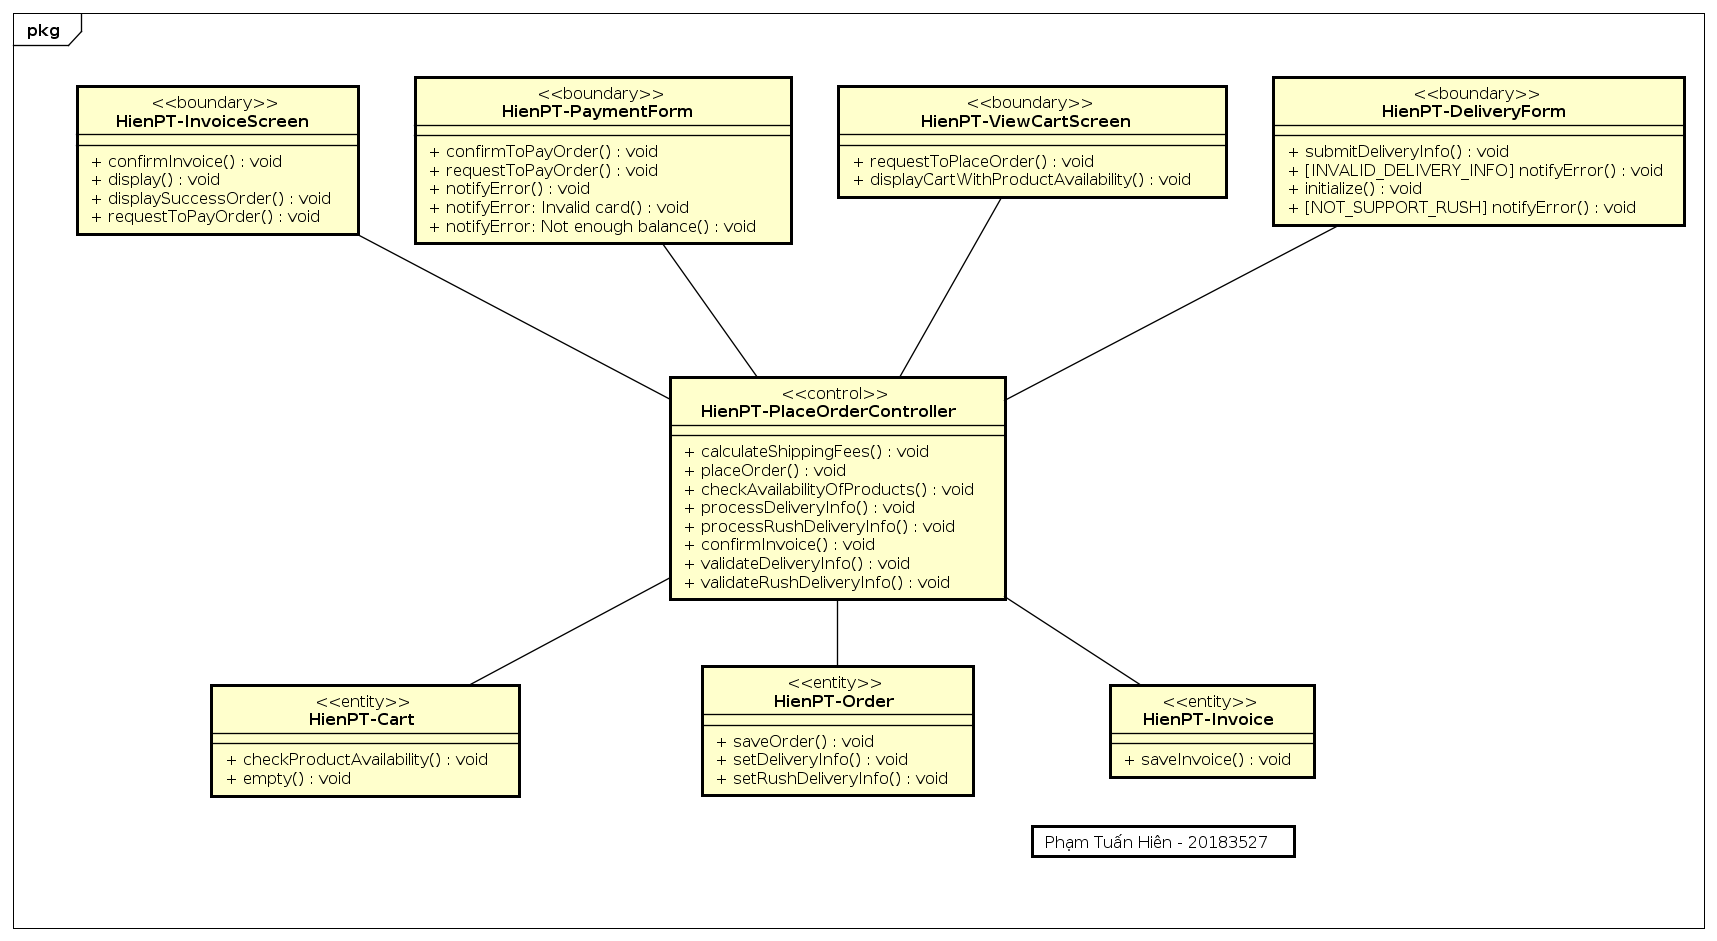 pkg
<<boundary>>
HienPT-InvoiceScreen
+ confirmInvoice() : void
+ display() : void
+ displaySuccessOrder() : void
+ requestToPayOrder() : void
<<boundary>>
HienPT-PaymentForm
+ confirmToPayOrder() : void
+ requestToPayOrder() : void
+ notifyError() : void
+ notifyError: Invalid card() : void
+ notifyError: Not enough balance() : void
<<boundary>>
HienPT-ViewCartScreen
+ requestToPlaceOrder() : void
+ displayCartWithProductAvailability() : void
<<boundary>>
HienPT-DeliveryForm
+ submitDeliveryInfo() : void
+ [INVALID_DELIVERY_INFO] notifyError() : void
+ initialize() : void
+ [NOT_SUPPORT_RUSH] notifyError() : void
<<control>>
HienPT-PlaceOrderController
+ calculateShippingFees() : void
+ placeOrder() : void
+ checkAvailabilityOfProducts() : void
+ processDeliveryInfo() : void
+ processRushDeliveryInfo() : void
+ confirmInvoice() : void
+ validateDeliveryInfo() : void
+ validateRushDeliveryInfo() : void
<<entity>>
HienPT-Cart
+ checkProductAvailability() : void
+ empty() : void
<<entity>>
HienPT-Order
+ saveOrder() : void
+ setDeliveryInfo() : void
+ setRushDeliveryInfo() : void
<<entity>>
HienPT-Invoice
+ saveInvoice() : void
Phạm Tuấn Hiên - 20183527